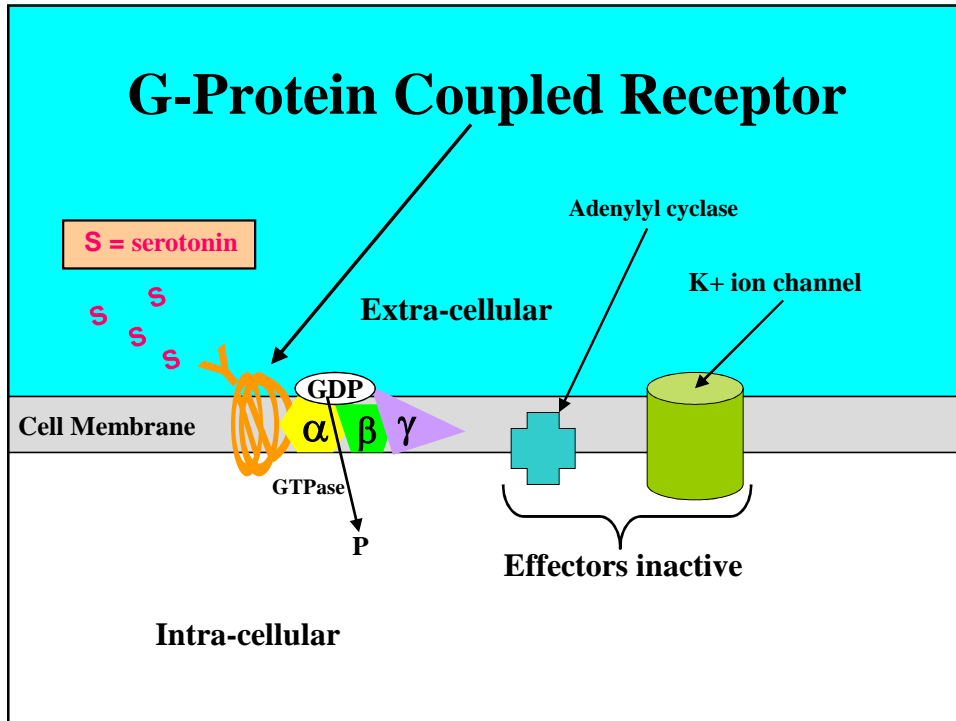 G-Protein Coupled Receptor
Adenylyl cyclase
S = serotonin
K+ ion channel
S
S
S
S
Extra-cellular
GDP
Cell Membrane
α β γ
GTPase
P
Effectors inactive
Intra-cellular